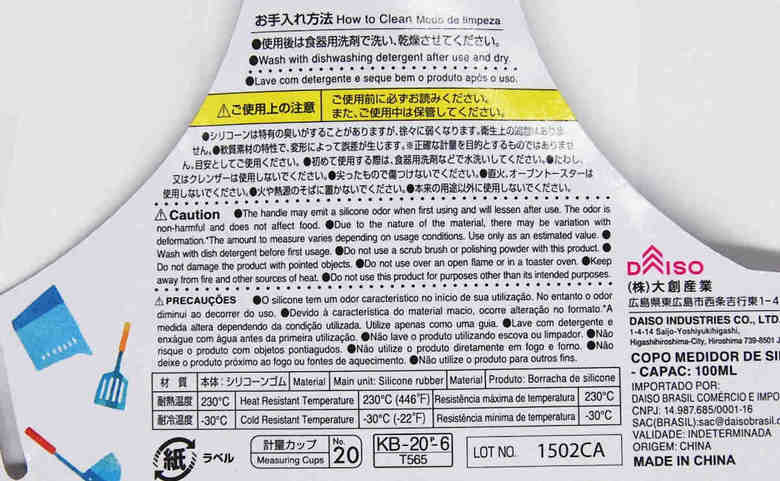 お手入れ方法 How to Clean Modo de limpeza
●使用後は食器用洗剤で洗い、乾燥させてください。
●Wash with dishwashing detergent after use and dry.
●Lave com detergente e seque bem o produto após o uso.
⚠ご使用上の注意
ご使用前に必ずお読みください。
また、ご使用中は保管してください。
●シリコーンは特有の臭いがすることがありますが、徐々に弱くなります。衛生上の問題はありま
せん。●軟質素材の特性で、変形によって誤差が生じます。※正確な計量を目的とするものではありませ
ん。目安としてご使用ください。●初めて使用する際は、食器用洗剤などで水洗いしてください。●たわし、
又はクレンザーは使用しないでください。●尖ったもので傷つけないでください。●直火、オーブントースターは
使用しないでください。●火や熱源のそばに置かないでください。●本来の用途以外に使用しないでください。
⚠Caution ●The handle may emit a silicone odor when first using and will lessen after use. The odor is
non-harmful and does not affect food. ●Due to the nature of the material, there may be variation with
deformation.*The amount to measure varies depending on usage conditions. Use only as an estimated value. ●
Wash with dish detergent before first usage. ●Do not use a scrub brush or polishing powder with this product. ●
Do not damage the product with pointed objects. ●Do not use over an open flame or in a toaster oven. ●Keep
away from fire and other sources of heat. ●Do not use this product for purposes other than its intended purposes.
⚠PRECAUÇÕES ●O silicone tem um odor característico no início de sua utilização. No entanto o odor
diminui ao decorrer do uso. ●Devido à característica do material macio, ocorre alteração no formato.*A
medida altera dependendo da condição utilizada. Utilize apenas como uma guia. ●Lave com detergente e
enxágue com água antes da primeira utilização. ●Não lave o produto utilizando escova ou limpador. ●Não
risque o produto com objetos pontiagudos. ●Não utilize o produto diretamente em fogo e forno. ●Não
deixe o produto próximo ao fogo ou fontes de aquecimento. ●Não utilize o produto para outros fins.
材 質 本体:シリコーンゴム Material Main unit: Silicone rubber Material Produto: Borracha de silicone
耐熱温度 230℃ Heat Resistant Temperature 230℃ (446℉) Resistência máxima de temperatura 230℃
耐冷温度 -30℃ Cold Resistant Temperature -30℃ (-22℉) Resistência mínima de temperatura -30℃
紙 ラベル
計量カップ
Measuring Cups
No.
20
KB-20ᴾ-6
T565
LOT NO. 1502CA
DAISO
(株)大創産業
広島県東広島市西条吉行東1-4
DAISO INDUSTRIES CO., LTD.
1-4-14 Saijo-Yoshiyukihigashi,
Higashihiroshima-City, Hiroshima 739-8501 J
COPO MEDIDOR DE SI
- CAPAC: 100ML
IMPORTADO POR:
DAISO BRASIL COMÉRCIO E IMPO
CNPJ: 14.987.685/0001-16
SAC(BRASIL):sac@daisobrasil.c
VALIDADE: INDETERMINADA
ORIGEM: CHINA
MADE IN CHINA